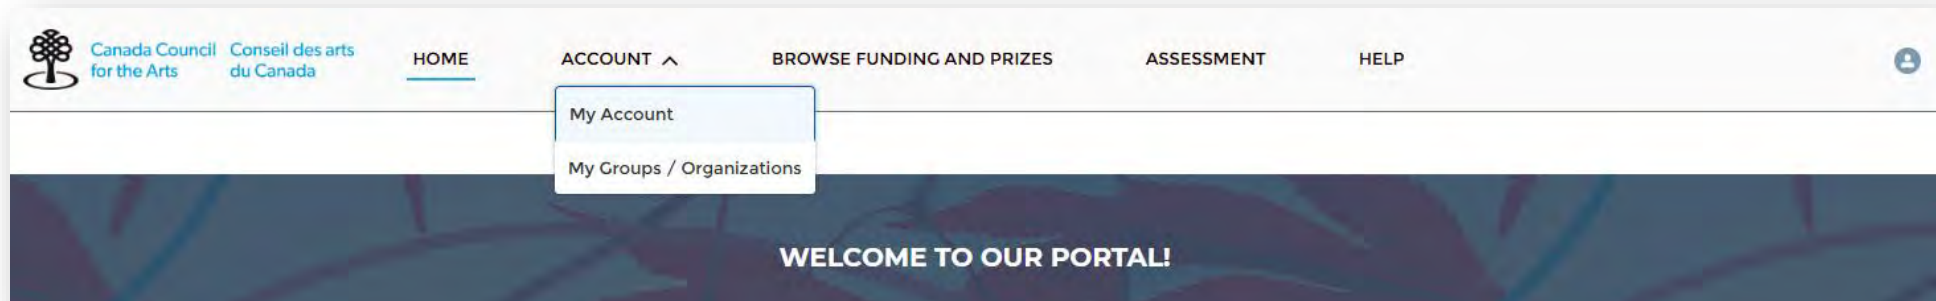 Canada Council Conseil des arts
for the Arts du Canada
HOME
ACCOUNT
BROWSE FUNDING AND PRIZES
ASSESSMENT
HELP
My Account
My Groups / Organizations
WELCOME TO OUR PORTAL!